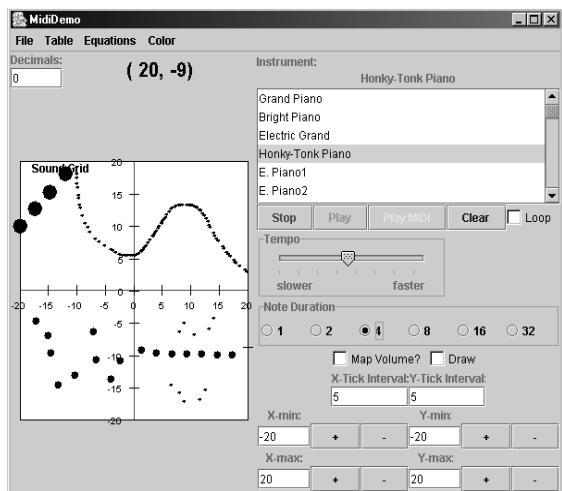 MidiDemo
File Table Equations Color
Decimals:
0
( 20, -9)
Instrument:
Honky-Tonk Piano
Grand Piano
Bright Piano
Electric Grand
Honky-Tonk Piano
E. Piano1
E. Piano2
Stop Play Play MIDI Clear Loop
Tempo
slower faster
Note Duration
1 2 4 8 16 32
Map Volume? Draw
X-Tick Interval: Y-Tick Interval:
5 5
X-min: Y-min:
-20 + - -20 + -
X-max: Y-max:
20 + - 20 + -
Sound Grid
20
15
10
5
0
-20 -15 -10 -5 0 5 10 15 20
-5
-10
-15
-20